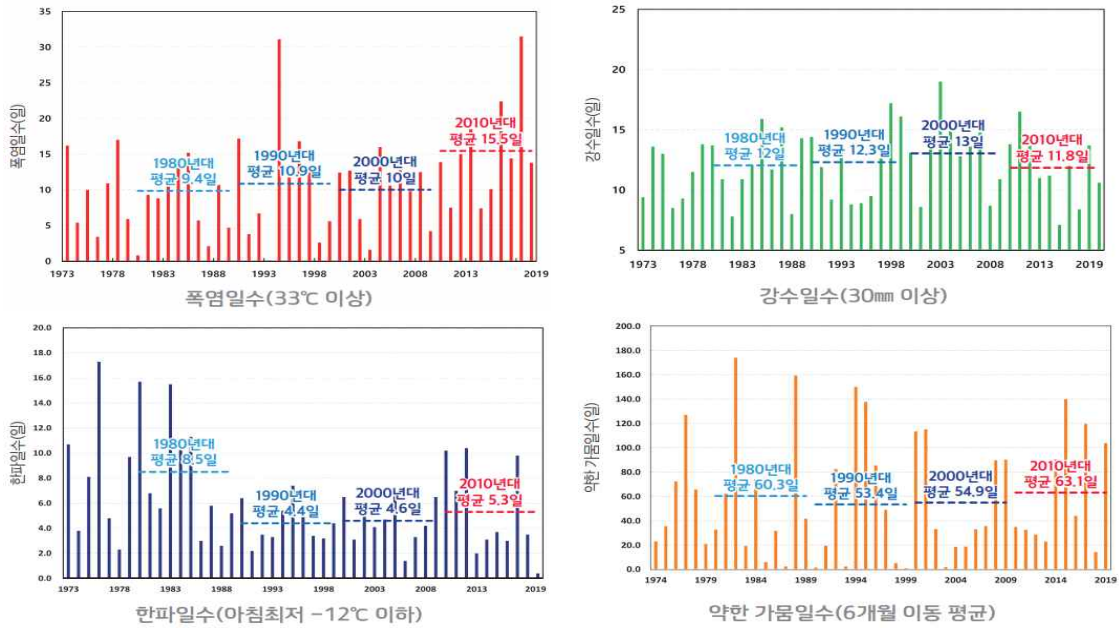 폭염일수(일)
35
30
25
20
15
10
5
0
1980년대
평균 9.4일
1990년대
평균 10.9일
2000년대
평균 10일
2010년대
평균 15.5일
1973 1978 1983 1988 1993 1998 2003 2008 2013 2019
폭염일수(33℃ 이상)
강수일수(일)
25
20
15
10
5
1980년대
평균 12일
1990년대
평균 12.3일
2000년대
평균 13일
2010년대
평균 11.8일
1973 1978 1983 1988 1993 1998 2003 2008 2013 2019
강수일수(30㎜ 이상)
한파일수(일)
20.0
18.0
16.0
14.0
12.0
10.0
8.0
6.0
4.0
2.0
0.0
1980년대
평균 8.5일
1990년대
평균 4.4일
2000년대
평균 4.6일
2010년대
평균 5.3일
1973 1978 1983 1988 1993 1998 2003 2008 2013 2019
한파일수(아침최저 -12℃ 이하)
약한 가뭄일수(일)
200.0
180.0
160.0
140.0
120.0
100.0
80.0
60.0
40.0
20.0
0.0
1980년대
평균 60.3일
1990년대
평균 53.4일
2000년대
평균 54.9일
2010년대
평균 63.1일
1974 1979 1984 1989 1994 1999 2004 2009 2014 2019
약한 가뭄일수(6개월 이동 평균)